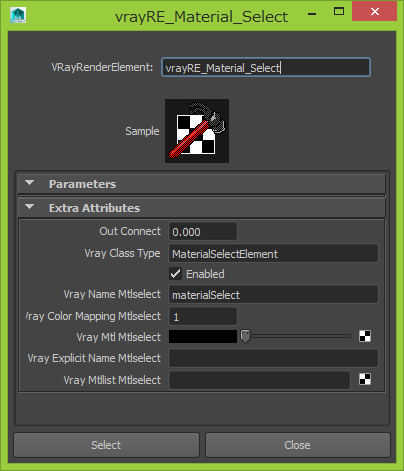 vrayRE_Material_Select
VRayRenderElement: vrayRE_Material_Select
Sample
Parameters
Extra Attributes
Out Connect 0.000
Vray Class Type MaterialSelectElement
Enabled
Vray Name Mtlselect materialSelect
Vray Color Mapping Mtlselect 1
Vray Mtl Mtlselect
Vray Explicit Name Mtlselect
Vray Mtllist Mtlselect
Select Close